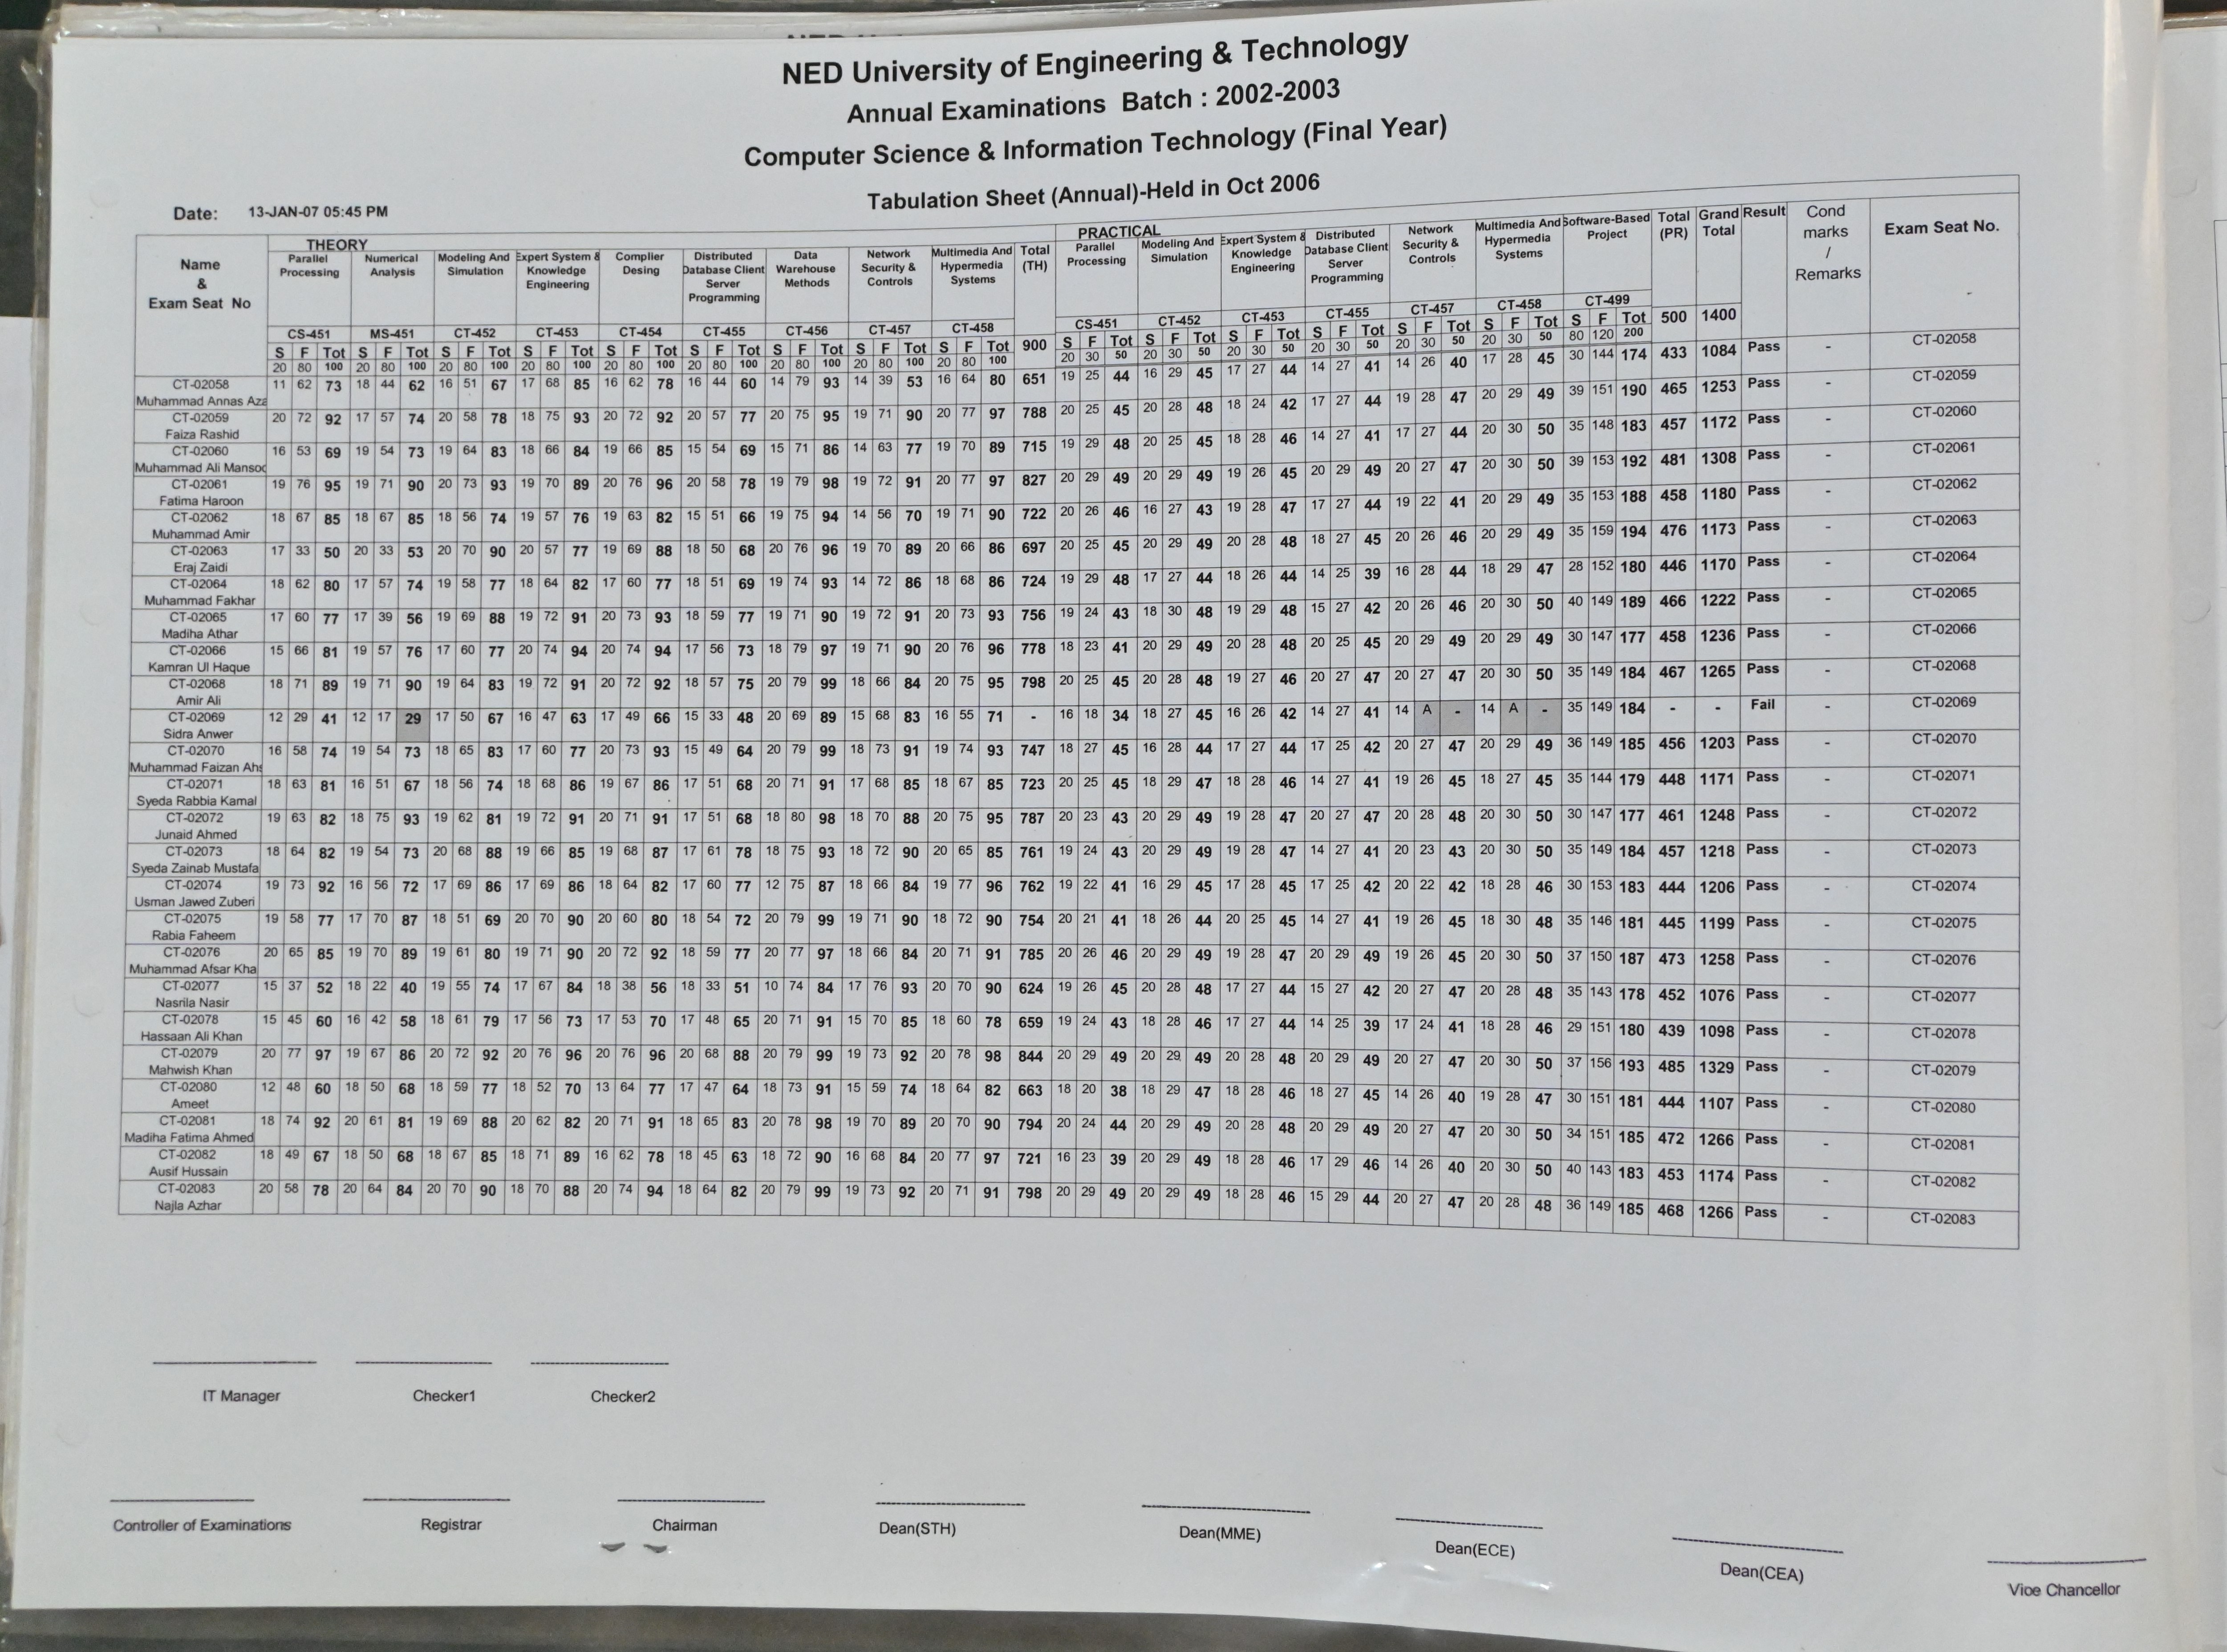 NED University of Engineering & Technology
Annual Examinations Batch : 2002-2003
Computer Science & Information Technology (Final Year)
Tabulation Sheet (Annual)-Held in Oct 2006
Date: 13-JAN-07 05:45 PM
Name & Exam Seat No
THEORY
Parallel Processing Numerical Analysis Modeling And Simulation Expert System & Knowledge Engineering Complier Desing Distributed Database Client Server Programming Data Warehouse Methods Network Security & Controls Multimedia And Hypermedia Systems Total (TH)
PRACTICAL
Parallel Processing Modeling And Simulation Expert System & Knowledge Engineering Distributed Database Client Server Programming Network Security & Controls Multimedia And Hypermedia Systems Software-Based Project Total (PR) Grand Total Result Cond marks / Remarks Exam Seat No.
CS-451 MS-451 CT-452 CT-453 CT-454 CT-455 CT-456 CT-457 CT-458 900 CS-451 CT-452 CT-453 CT-455 CT-457 CT-458 CT-499 500 1400
S F Tot S F Tot S F Tot S F Tot S F Tot S F Tot S F Tot S F Tot S F Tot S F Tot S F Tot S F Tot S F Tot S F Tot S F Tot S F Tot
20 80 100 20 80 100 20 80 100 20 80 100 20 80 100 20 80 100 20 80 100 20 80 100 20 80 100 20 30 50 20 30 50 20 30 50 20 30 50 20 30 50 20 30 50 80 120 200
CT-02058 11 62 73 18 44 62 16 51 67 17 68 85 16 62 78 16 44 60 14 79 93 14 39 53 16 64 80 651 19 25 44 16 29 45 17 27 44 14 27 41 14 26 40 17 28 45 30 144 174 433 1084 Pass - CT-02058
Muhammad Annas Aza
CT-02059 20 72 92 17 57 74 20 58 78 18 75 93 20 72 92 20 57 77 20 75 95 19 71 90 20 77 97 788 20 25 45 20 28 48 18 24 42 17 27 44 19 28 47 20 29 49 39 151 190 465 1253 Pass - CT-02059
Faiza Rashid
CT-02060 16 53 69 19 54 73 19 64 83 18 66 84 19 66 85 15 54 69 15 71 86 14 63 77 19 70 89 715 19 29 48 20 25 45 18 28 46 14 27 41 17 27 44 20 30 50 35 148 183 457 1172 Pass - CT-02060
Muhammad Ali Mansoo
CT-02061 19 76 95 19 71 90 20 73 93 19 70 89 20 76 96 20 58 78 19 79 98 19 72 91 20 77 97 827 20 29 49 20 29 49 19 26 45 20 29 49 20 27 47 20 30 50 39 153 192 481 1308 Pass - CT-02061
Fatima Haroon
CT-02062 18 67 85 18 67 85 18 56 74 19 57 76 19 63 82 15 51 66 19 75 94 14 56 70 19 71 90 722 20 26 46 16 27 43 19 28 47 17 27 44 19 22 41 20 29 49 35 153 188 458 1180 Pass - CT-02062
Muhammad Amir
CT-02063 17 33 50 20 33 53 20 70 90 20 57 77 19 69 88 18 50 68 20 76 96 19 70 89 20 66 86 697 20 25 45 20 29 49 20 28 48 18 27 45 20 26 46 20 29 49 35 159 194 476 1173 Pass - CT-02063
Eraj Zaidi
CT-02064 18 62 80 17 57 74 19 58 77 18 64 82 17 60 77 18 51 69 19 74 93 14 72 86 18 68 86 724 19 29 48 17 27 44 18 26 44 14 25 39 16 28 44 18 29 47 28 152 180 446 1170 Pass - CT-02064
Muhammad Fakhar
CT-02065 17 60 77 17 39 56 19 69 88 19 72 91 20 73 93 18 59 77 19 71 90 19 72 91 20 73 93 756 19 24 43 18 30 48 19 29 48 15 27 42 20 26 46 20 30 50 40 149 189 466 1222 Pass - CT-02065
Madiha Athar
CT-02066 15 66 81 19 57 76 17 60 77 20 74 94 20 74 94 17 56 73 18 79 97 19 71 90 20 76 96 778 18 23 41 20 29 49 20 28 48 20 25 45 20 29 49 20 29 49 30 147 177 458 1236 Pass - CT-02066
Kamran Ul Haque
CT-02068 18 71 89 19 71 90 19 64 83 19 72 91 20 72 92 18 57 75 20 79 99 18 66 84 20 75 95 798 20 25 45 20 28 48 19 27 46 20 27 47 20 27 47 20 30 50 35 149 184 467 1265 Pass - CT-02068
Amir Ali
CT-02069 12 29 41 12 17 29 17 50 67 16 47 63 17 49 66 15 33 48 20 69 89 15 68 83 16 55 71 - 16 18 34 18 27 45 16 26 42 14 27 41 14 A - 14 A - 35 149 184 - - Fail - CT-02069
Sidra Anwer
CT-02070 16 58 74 19 54 73 18 65 83 17 60 77 20 73 93 15 49 64 20 79 99 18 73 91 19 74 93 747 18 27 45 16 28 44 17 27 44 17 25 42 20 27 47 20 29 49 36 149 185 456 1203 Pass - CT-02070
Muhammad Faizan Ahs
CT-02071 18 63 81 16 51 67 18 56 74 18 68 86 19 67 86 17 51 68 20 71 91 17 68 85 18 67 85 723 20 25 45 18 29 47 18 28 46 14 27 41 19 26 45 18 27 45 35 144 179 448 1171 Pass - CT-02071
Syeda Rabbia Kamal
CT-02072 19 63 82 18 75 93 19 62 81 19 72 91 20 71 91 17 51 68 18 80 98 18 70 88 20 75 95 787 20 23 43 20 29 49 19 28 47 20 27 47 20 28 48 20 30 50 30 147 177 461 1248 Pass - CT-02072
Junaid Ahmed
CT-02073 18 64 82 19 54 73 20 68 88 19 66 85 19 68 87 17 61 78 18 75 93 18 72 90 20 65 85 761 19 24 43 20 29 49 19 28 47 14 27 41 20 23 43 20 30 50 35 149 184 457 1218 Pass - CT-02073
Syeda Zainab Mustafa
CT-02074 19 73 92 16 56 72 17 69 86 17 69 86 18 64 82 17 60 77 12 75 87 18 66 84 19 77 96 762 19 22 41 16 29 45 17 28 45 17 25 42 20 22 42 18 28 46 30 153 183 444 1206 Pass - CT-02074
Usman Jawed Zuberi
CT-02075 19 58 77 17 70 87 18 51 69 20 70 90 20 60 80 18 54 72 20 79 99 19 71 90 18 72 90 754 20 21 41 18 26 44 20 25 45 14 27 41 19 26 45 18 30 48 35 146 181 445 1199 Pass - CT-02075
Rabia Faheem
CT-02076 20 65 85 19 70 89 19 61 80 19 71 90 20 72 92 18 59 77 20 77 97 18 66 84 20 71 91 785 20 26 46 20 29 49 19 28 47 20 29 49 19 26 45 20 30 50 37 150 187 473 1258 Pass - CT-02076
Muhammad Afsar Kha
CT-02077 15 37 52 18 22 40 19 55 74 17 67 84 18 38 56 18 33 51 10 74 84 17 76 93 20 70 90 624 19 26 45 20 28 48 17 27 44 15 27 42 20 27 47 20 28 48 35 143 178 452 1076 Pass - CT-02077
Nasrila Nasir
CT-02078 15 45 60 16 42 58 18 61 79 17 56 73 17 53 70 17 48 65 20 71 91 15 70 85 18 60 78 659 19 24 43 18 28 46 17 27 44 14 25 39 17 24 41 18 28 46 29 151 180 439 1098 Pass - CT-02078
Hassaan Ali Khan
CT-02079 20 77 97 19 67 86 20 72 92 20 76 96 20 76 96 20 68 88 20 79 99 19 73 92 20 78 98 844 20 29 49 20 29 49 20 28 48 20 29 49 20 27 47 20 30 50 37 156 193 485 1329 Pass - CT-02079
Mahwish Khan
CT-02080 12 48 60 18 50 68 18 59 77 18 52 70 13 64 77 17 47 64 18 73 91 15 59 74 18 64 82 663 18 20 38 18 29 47 18 28 46 18 27 45 14 26 40 19 28 47 30 151 181 444 1107 Pass - CT-02080
Ameet
CT-02081 18 74 92 20 61 81 19 69 88 20 62 82 20 71 91 18 65 83 20 78 98 19 70 89 20 70 90 794 20 24 44 20 29 49 20 28 48 20 29 49 20 27 47 20 30 50 34 151 185 472 1266 Pass - CT-02081
Madiha Fatima Ahmed
CT-02082 18 49 67 18 50 68 18 67 85 18 71 89 16 62 78 18 45 63 18 72 90 16 68 84 20 77 97 721 16 23 39 20 29 49 18 28 46 17 29 46 14 26 40 20 30 50 40 143 183 453 1174 Pass - CT-02082
Ausif Hussain
CT-02083 20 58 78 20 64 84 20 70 90 18 70 88 20 74 94 18 64 82 20 79 99 19 73 92 20 71 91 798 20 29 49 20 29 49 18 28 46 15 29 44 20 27 47 20 28 48 36 149 185 468 1266 Pass - CT-02083
Najla Azhar
IT Manager Checker1 Checker2
Controller of Examinations Registrar Chairman Dean(STH) Dean(MME) Dean(ECE) Dean(CEA) Vice Chancellor